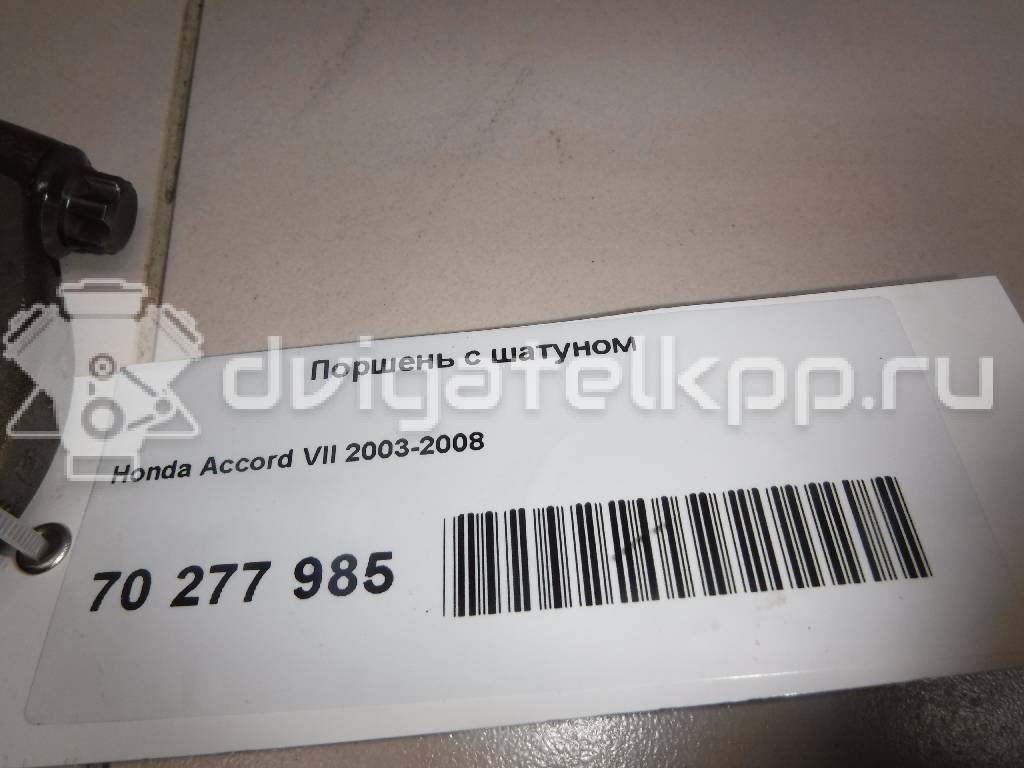 Поршень с шатуном
dvigatelkpp.ru
Honda Accord VII 2003-2008
70 277 985